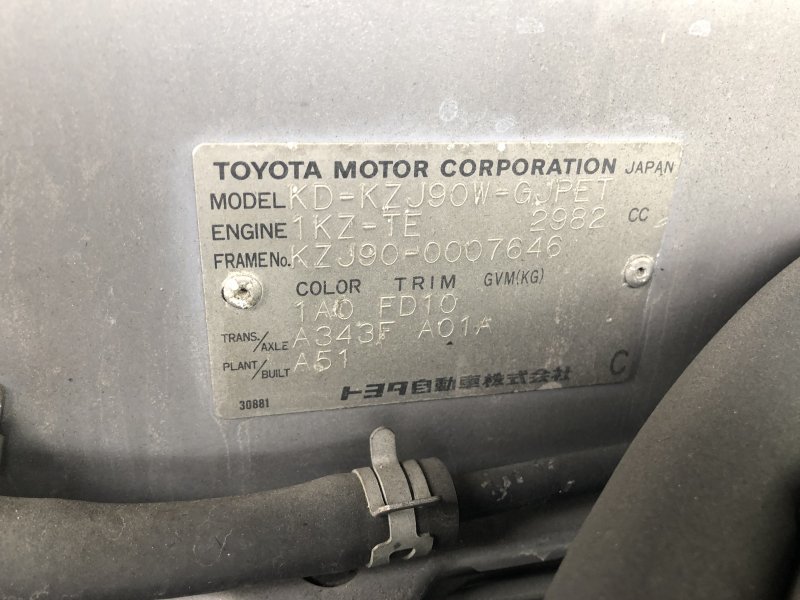 TOYOTA MOTOR CORPORATION JAPAN
MODEL KD-KZJ90W-GJPET
ENGINE 1KZ-TE 2982 CC
FRAME No. KZJ90-0007646
COLOR TRIM GVM(KG)
1A0 FD10
TRANS./AXLE A343F A01A
PLANT/BUILT A51
トヨタ自動車株式会社 C
30881